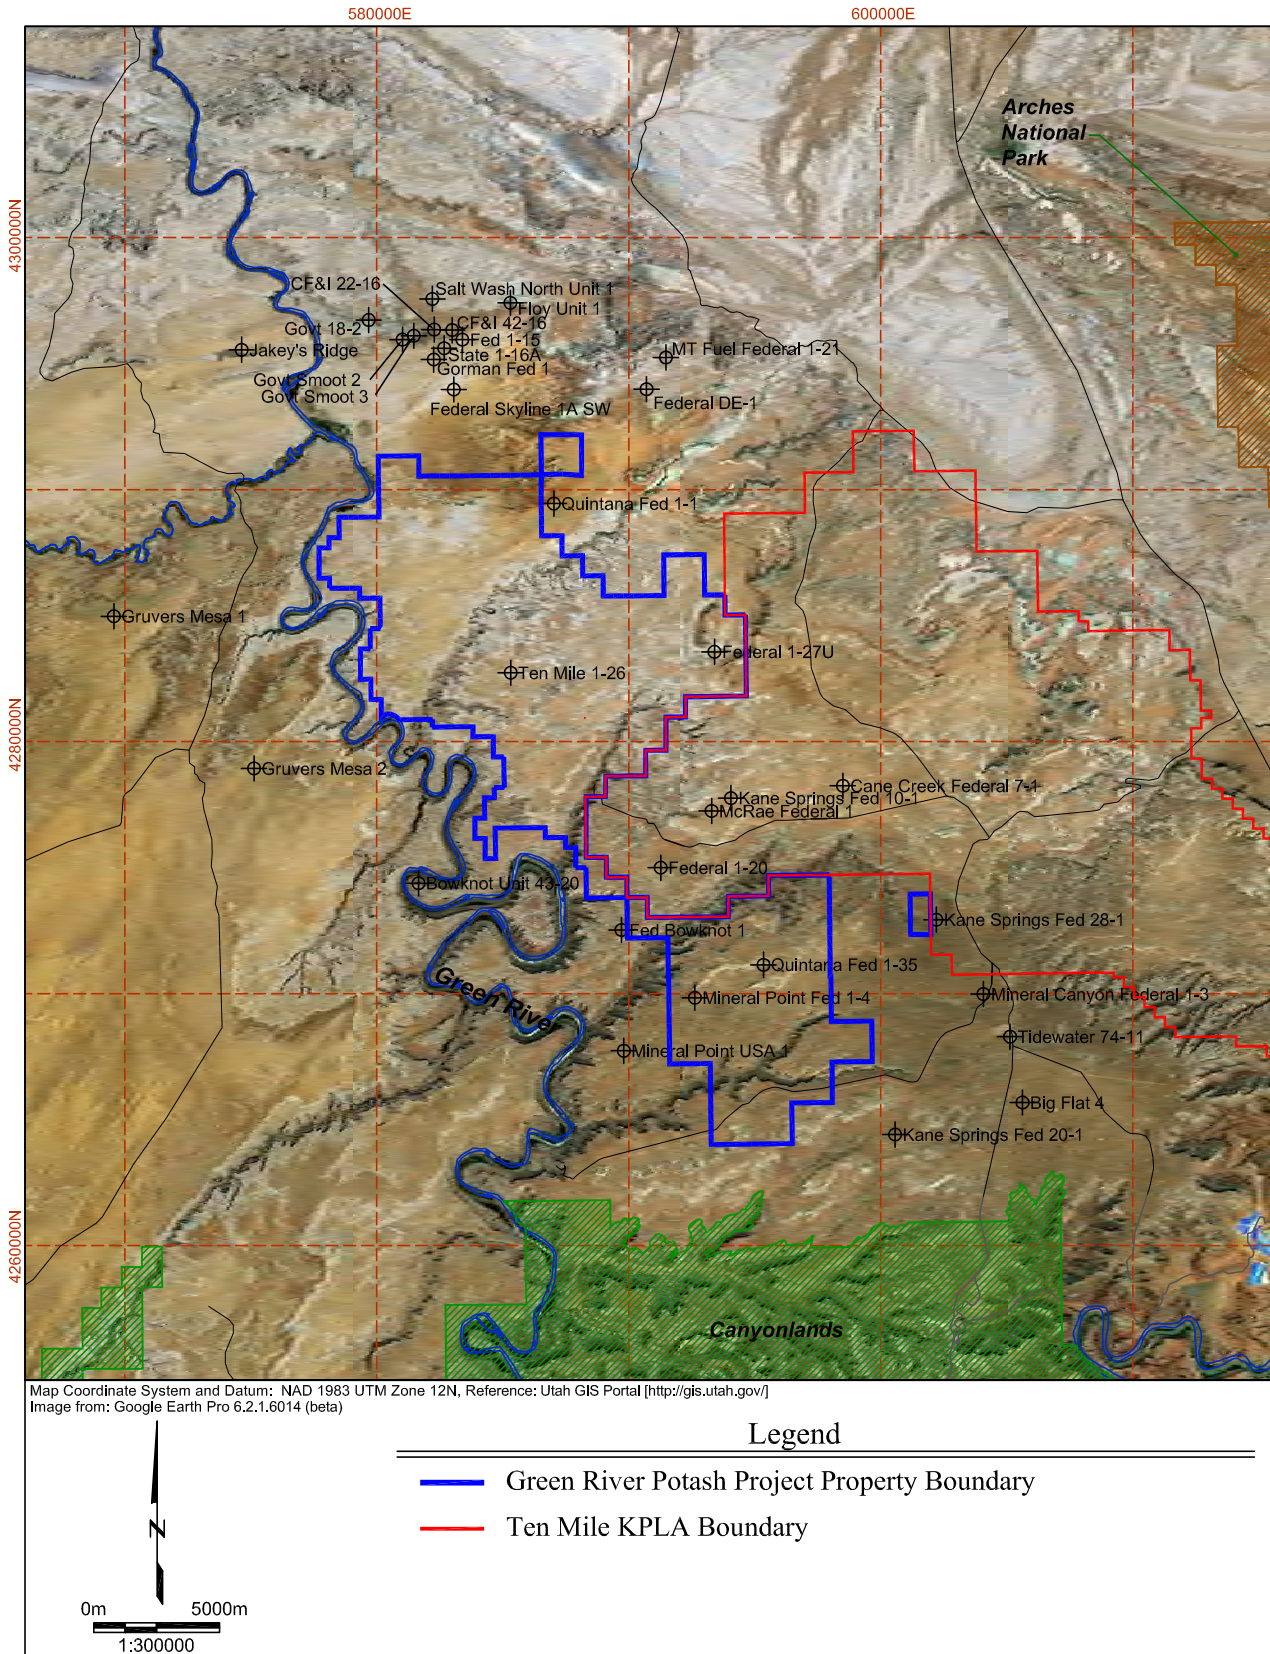 580000E
600000E
Arches
National
Park
4300000N
CF&I 22-16
Salt Wash North Unit 1
Floy Unit 1
Govt 18-2
CF&I 42-16
Fed 1-15
Jakey's Ridge
State 1-16A
MT Fuel Federal 1-21
Gorman Fed 1
Govt Smoot 2
Govt Smoot 3
Federal DE-1
Federal Skyline 1A SW
Quintana Fed 1-1
Gruvers Mesa 1
Federal 1-27U
Ten Mile 1-26
4280000N
Gruvers Mesa 2
Cane Creek Federal 7-1
Kane Springs Fed 10-1
McRae Federal 1
Federal 1-20
Bowknot Unit 43-20
Kane Springs Fed 28-1
Fed Bowknot 1
Quintana Fed 1-35
Green River
Mineral Point Fed 1-4
Mineral Canyon Federal 1-3
Tidewater 74-11
Mineral Point USA 1
Big Flat 4
Kane Springs Fed 20-1
4260000N
Canyonlands
Map Coordinate System and Datum: NAD 1983 UTM Zone 12N, Reference: Utah GIS Portal [http://gis.utah.gov/]
Image from: Google Earth Pro 6.2.1.6014 (beta)
Legend
Green River Potash Project Property Boundary
Ten Mile KPLA Boundary
N
0m 5000m
1:300000